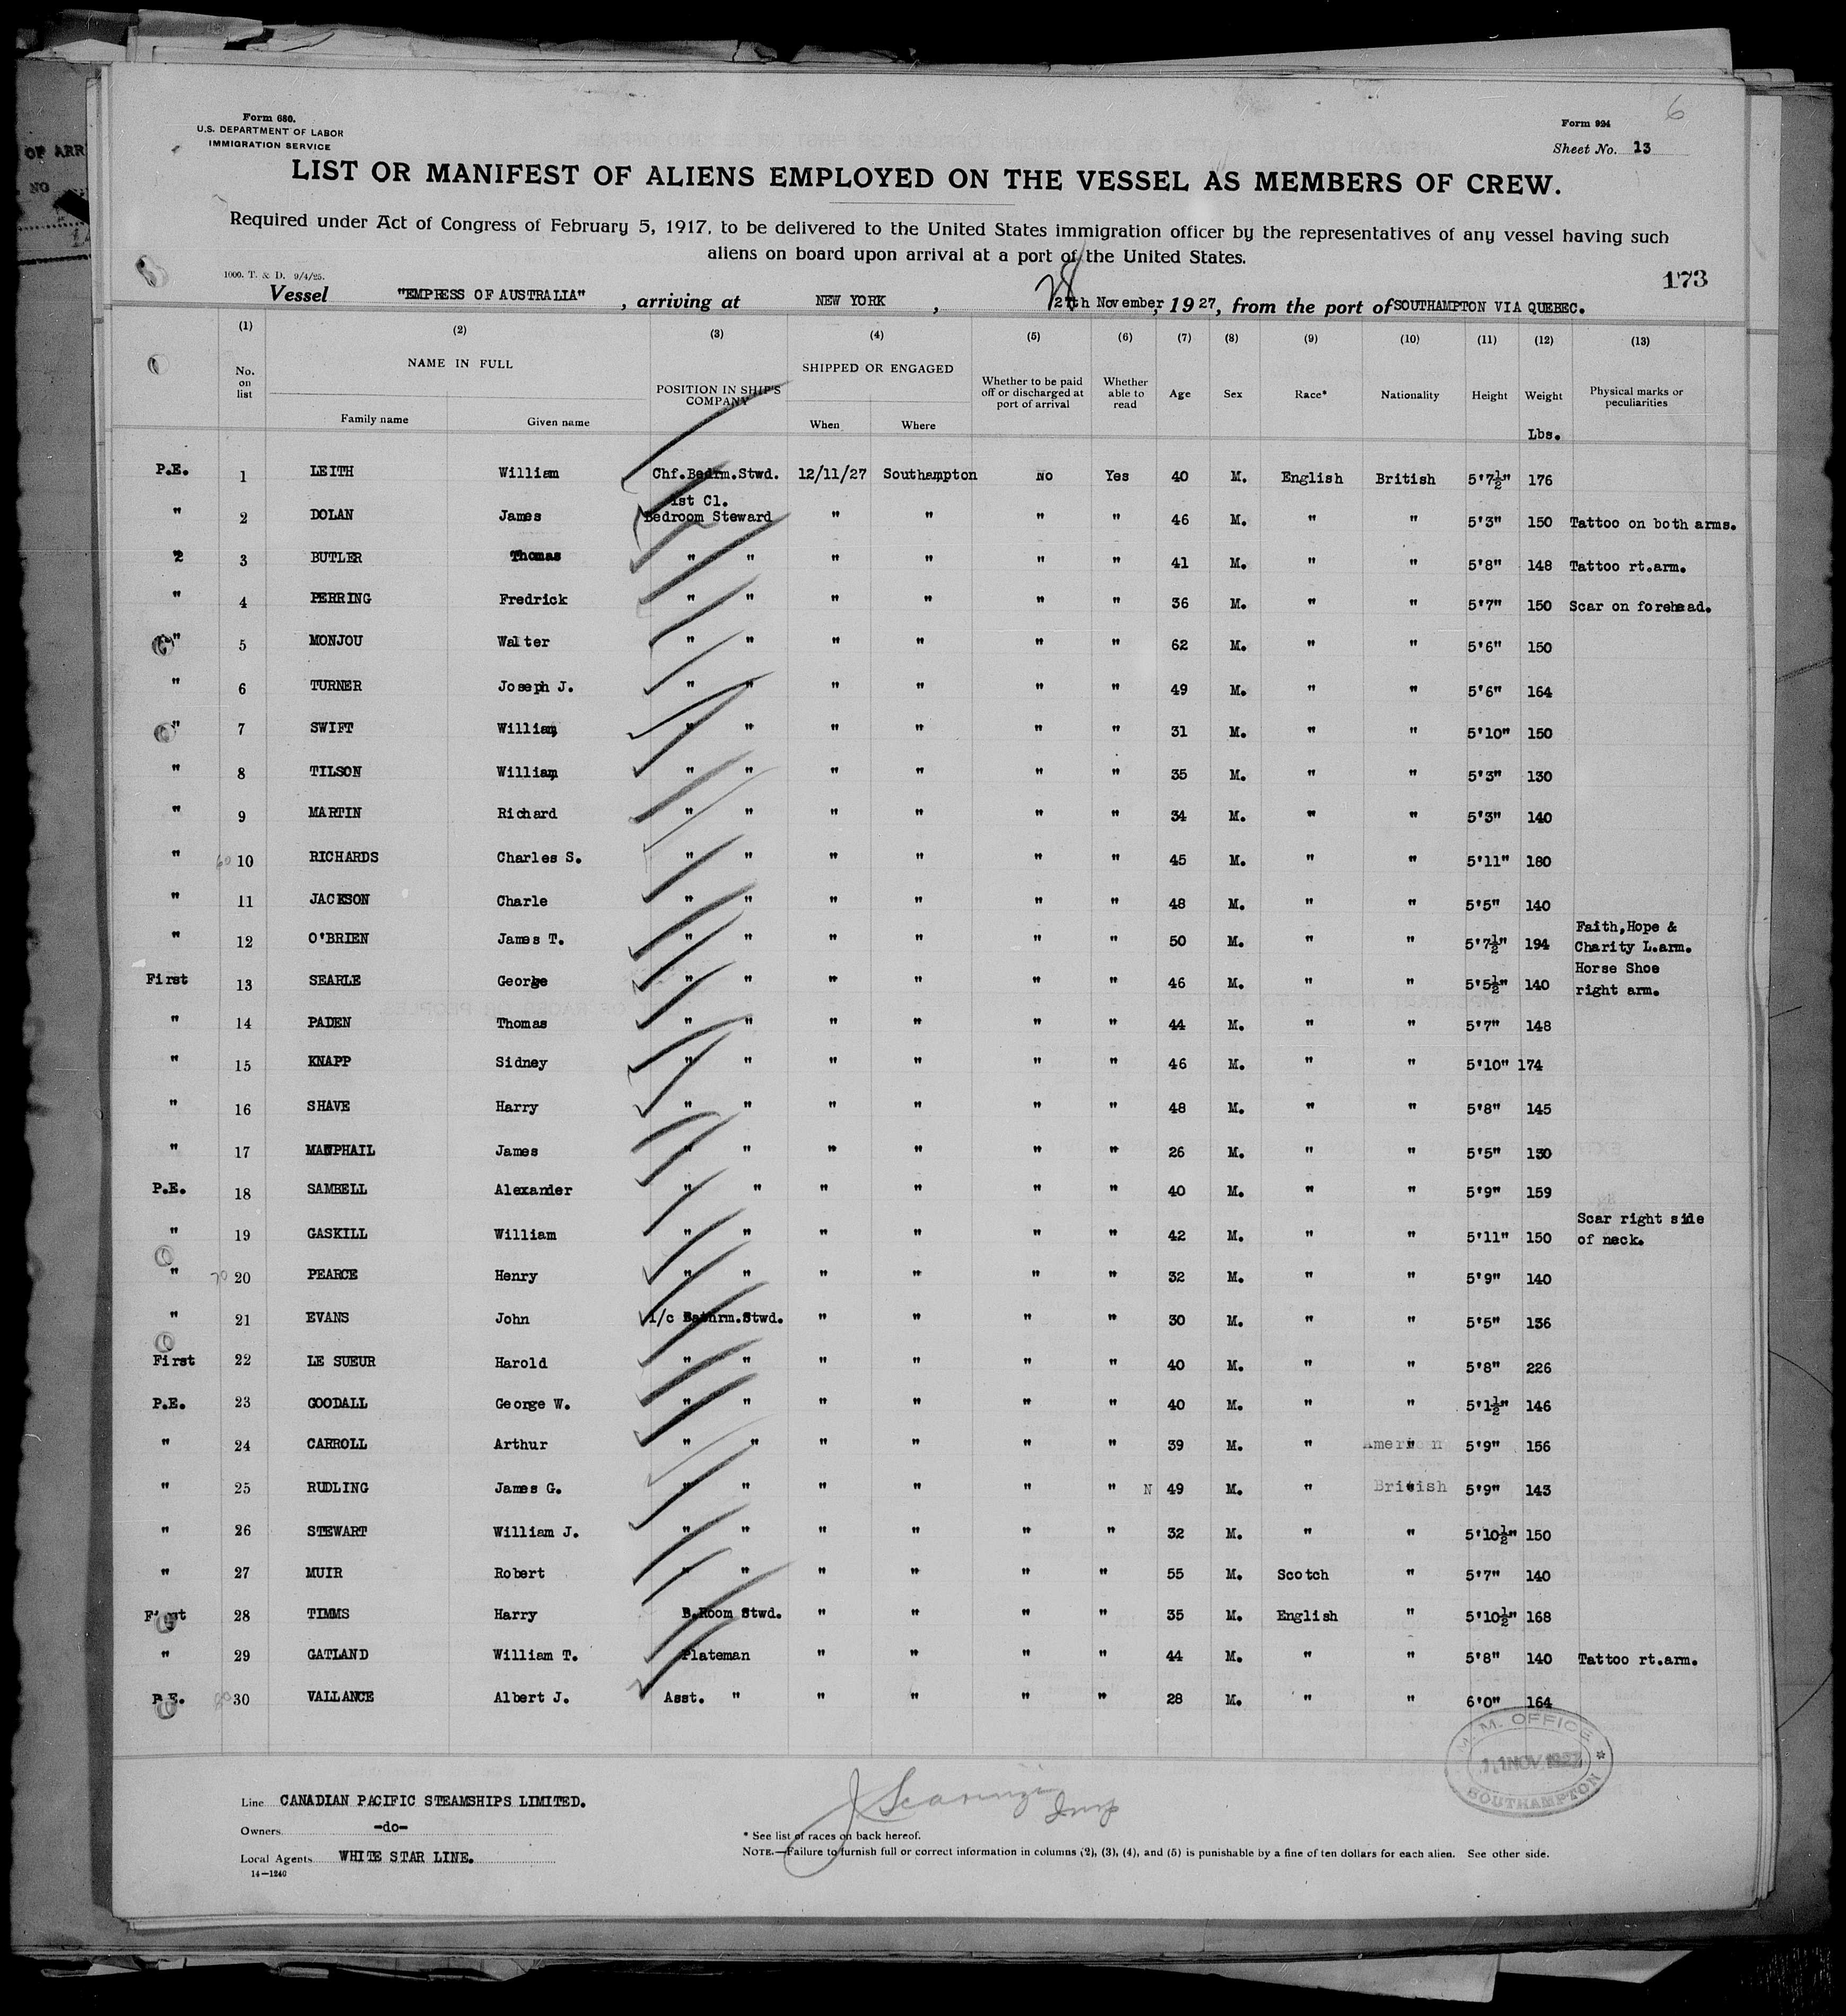 OF ARR
NO
6
Form 680.
U.S. DEPARTMENT OF LABOR
IMMIGRATION SERVICE
Form 924
Sheet No. 13
LIST OR MANIFEST OF ALIENS EMPLOYED ON THE VESSEL AS MEMBERS OF CREW.
Required under Act of Congress of February 5, 1917, to be delivered to the United States immigration officer by the representatives of any vessel having such
aliens on board upon arrival at a port of the United States.
1000. T. & D. 9/4/25.
173
28
Vessel "EMPRESS OF AUSTRALIA", arriving at NEW YORK, 27th November, 1927, from the port of SOUTHAMPTON VIA QUEBEC.
(1) (2) (3) (4) (5) (6) (7) (8) (9) (10) (11) (12) (13)
No. on list NAME IN FULL Family name Given name POSITION IN SHIP'S COMPANY SHIPPED OR ENGAGED When Where Whether to be paid off or discharged at port of arrival Whether able to read Age Sex Race* Nationality Height Weight Lbs. Physical marks or peculiarities
P.E. 1 LEITH William Chf.Bedrm.Stwd. 12/11/27 Southampton No Yes 40 M. English British 5'7½" 176
" 2 DOLAN James 1st Cl. Bedroom Steward " " " " 46 M. " " 5'3" 150 Tattoo on both arms.
2 3 BUTLER Thomas " " " " " " 41 M. " " 5'8" 148 Tattoo rt.arm.
" 4 PERRING Fredrick " " " " " " 36 M. " " 5'7" 150 Scar on forehead.
" 5 MONJOU Walter " " " " " " 62 M. " " 5'6" 150
" 6 TURNER Joseph J. " " " " " " 49 M. " " 5'6" 164
" 7 SWIFT William " " " " " " 31 M. " " 5'10" 150
" 8 TILSON William " " " " " " 35 M. " " 5'3" 130
" 9 MARTIN Richard " " " " " " 34 M. " " 5'3" 140
" 60 10 RICHARDS Charles S. " " " " " " 45 M. " " 5'11" 180
" 11 JACKSON Charle " " " " " " 48 M. " " 5'5" 140
" 12 O'BRIEN James T. " " " " " " 50 M. " " 5'7½" 194 Faith,Hope & Charity L.arm.
First 13 SEARLE George " " " " " " 46 M. " " 5'5½" 140 Horse Shoe right arm.
" 14 PADEN Thomas " " " " " " 44 M. " " 5'7" 148
" 15 KNAPP Sidney " " " " " " 46 M. " " 5'10" 174
" 16 SHAVE Harry " " " " " " 48 M. " " 5'8" 145
" 17 James " " " " " " 26 M. " " 5'5" 130
P.E. 18 SAMBELL Alexander " " " " " " 40 M. " " 5'9" 159
" 19 GASKILL William " " " " " " 42 M. " " 5'11" 150 Scar right side of neck.
" 70 20 PEARCE Henry " " " " " " 32 M. " " 5'9" 140
" 21 EVANS John 1/c Bathrm.Stwd. " " " " 30 M. " " 5'5" 136
First 22 LE SUEUR Harold " " " " " " 40 M. " " 5'8" 226
P.E. 23 GOODALL George W. " " " " " " 40 M. " " 5'1½" 146
" 24 CARROLL Arthur " " " " " " 39 M. " American 5'9" 156
" 25 RUDLING James G. " " " " " " N 49 M. " British 5'9" 143
" 26 STEWART William J. " " " " " " 32 M. " " 5'10½" 150
" 27 MUIR Robert " " " " " " 55 M. Scotch " 5'7" 140
First 28 TIMMS Harry B.Room Stwd. " " " " 35 M. English " 5'10½" 168
" 29 GATLAND William T. Plateman " " " " 44 M. " " 5'8" 140 Tattoo rt.arm.
P.E. 80 30 VALLANCE Albert J. Asst. " " " " " 28 M. " " 6'0" 164
M.M. OFFICE
11 NOV 1927
SOUTHAMPTON
Line CANADIAN PACIFIC STEAMSHIPS LIMITED.
Owners -do-
Local Agents WHITE STAR LINE.
14—1240
* See list of races on back hereof.
NOTE.—Failure to furnish full or correct information in columns (2), (3), (4), and (5) is punishable by a fine of ten dollars for each alien. See other side.